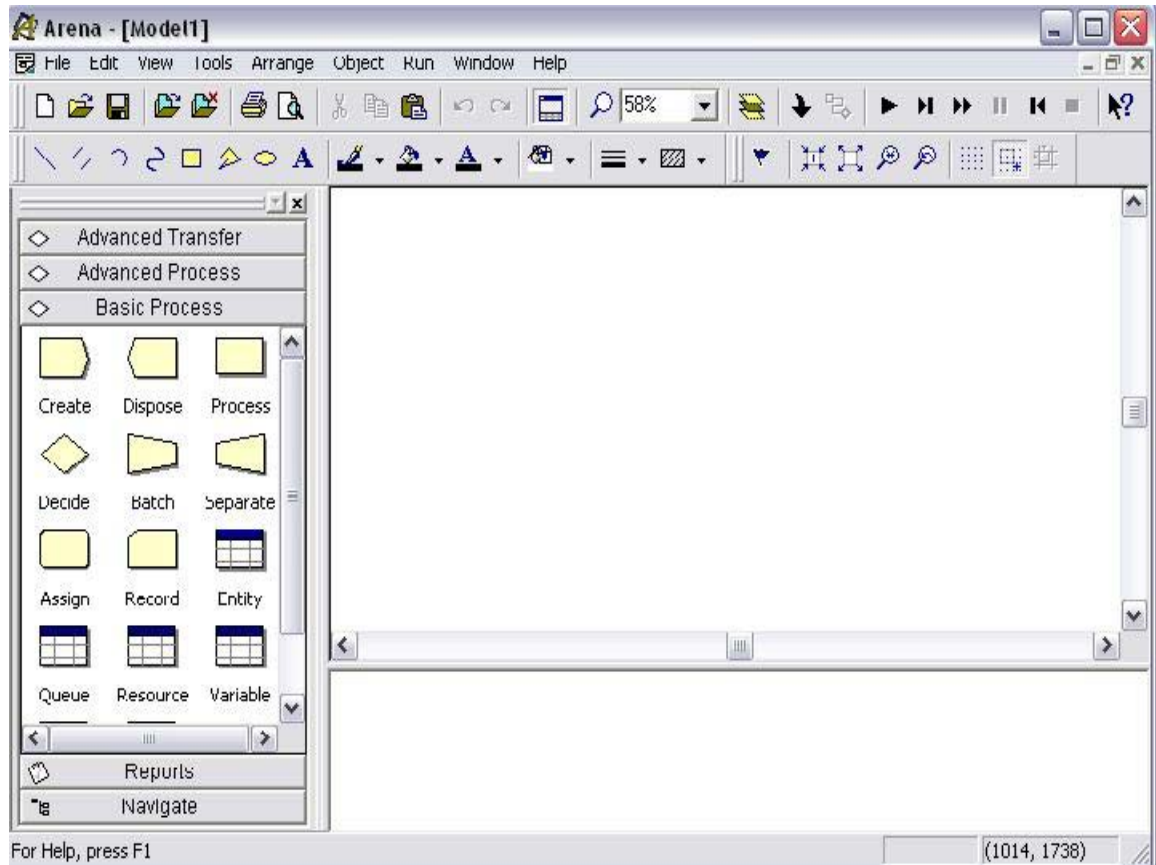 Arena - [Model1]
File Edit View Tools Arrange Object Run Window Help
58%
A A
Advanced Transfer
Advanced Process
Basic Process
Create Dispose Process
Decide Batch Separate
Assign Record Entity
Queue Resource Variable
Reports
Navigate
For Help, press F1
(1014, 1738)